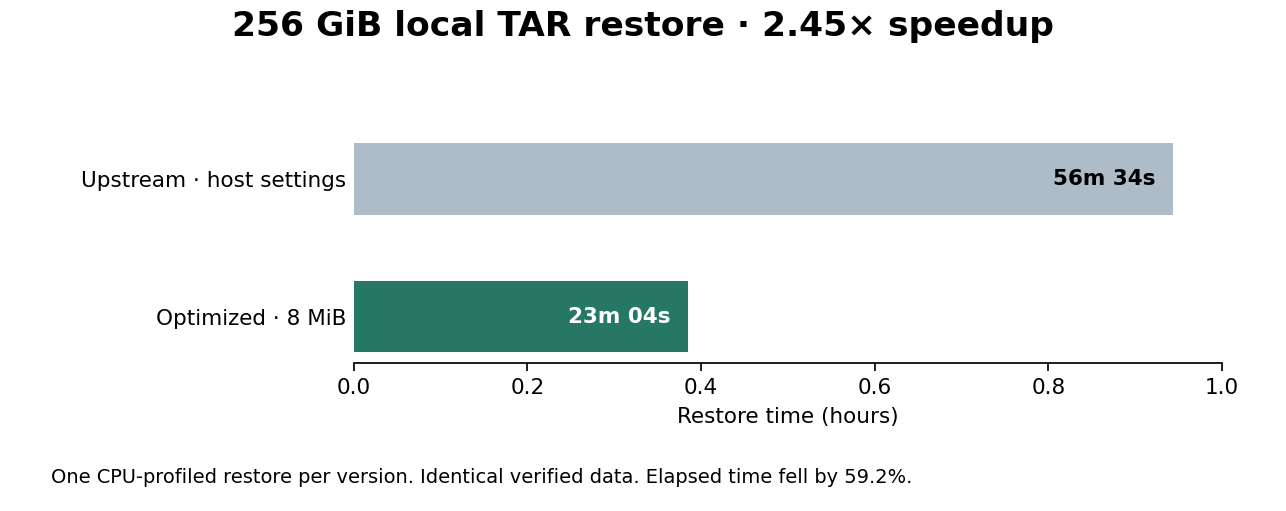 256 GiB local TAR restore · 2.45× speedup
Upstream · host settings
56m 34s
Optimized · 8 MiB
23m 04s
0.0 0.2 0.4 0.6 0.8 1.0
Restore time (hours)
One CPU-profiled restore per version. Identical verified data. Elapsed time fell by 59.2%.